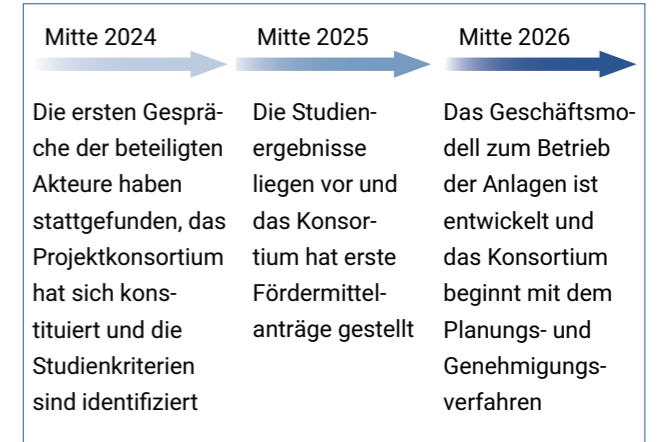 Mitte 2024
Die ersten Gesprä-
che der beteiligten
Akteure haben
stattgefunden, das
Projektkonsortium
hat sich kons-
tituiert und die
Studienkriterien
sind identifiziert
Mitte 2025
Die Studien-
ergebnisse
liegen vor und
das Konsor-
tium hat erste
Fördermittel-
anträge gestellt
Mitte 2026
Das Geschäftsmo-
dell zum Betrieb
der Anlagen ist
entwickelt und
das Konsortium
beginnt mit dem
Planungs- und
Genehmigungs-
verfahren